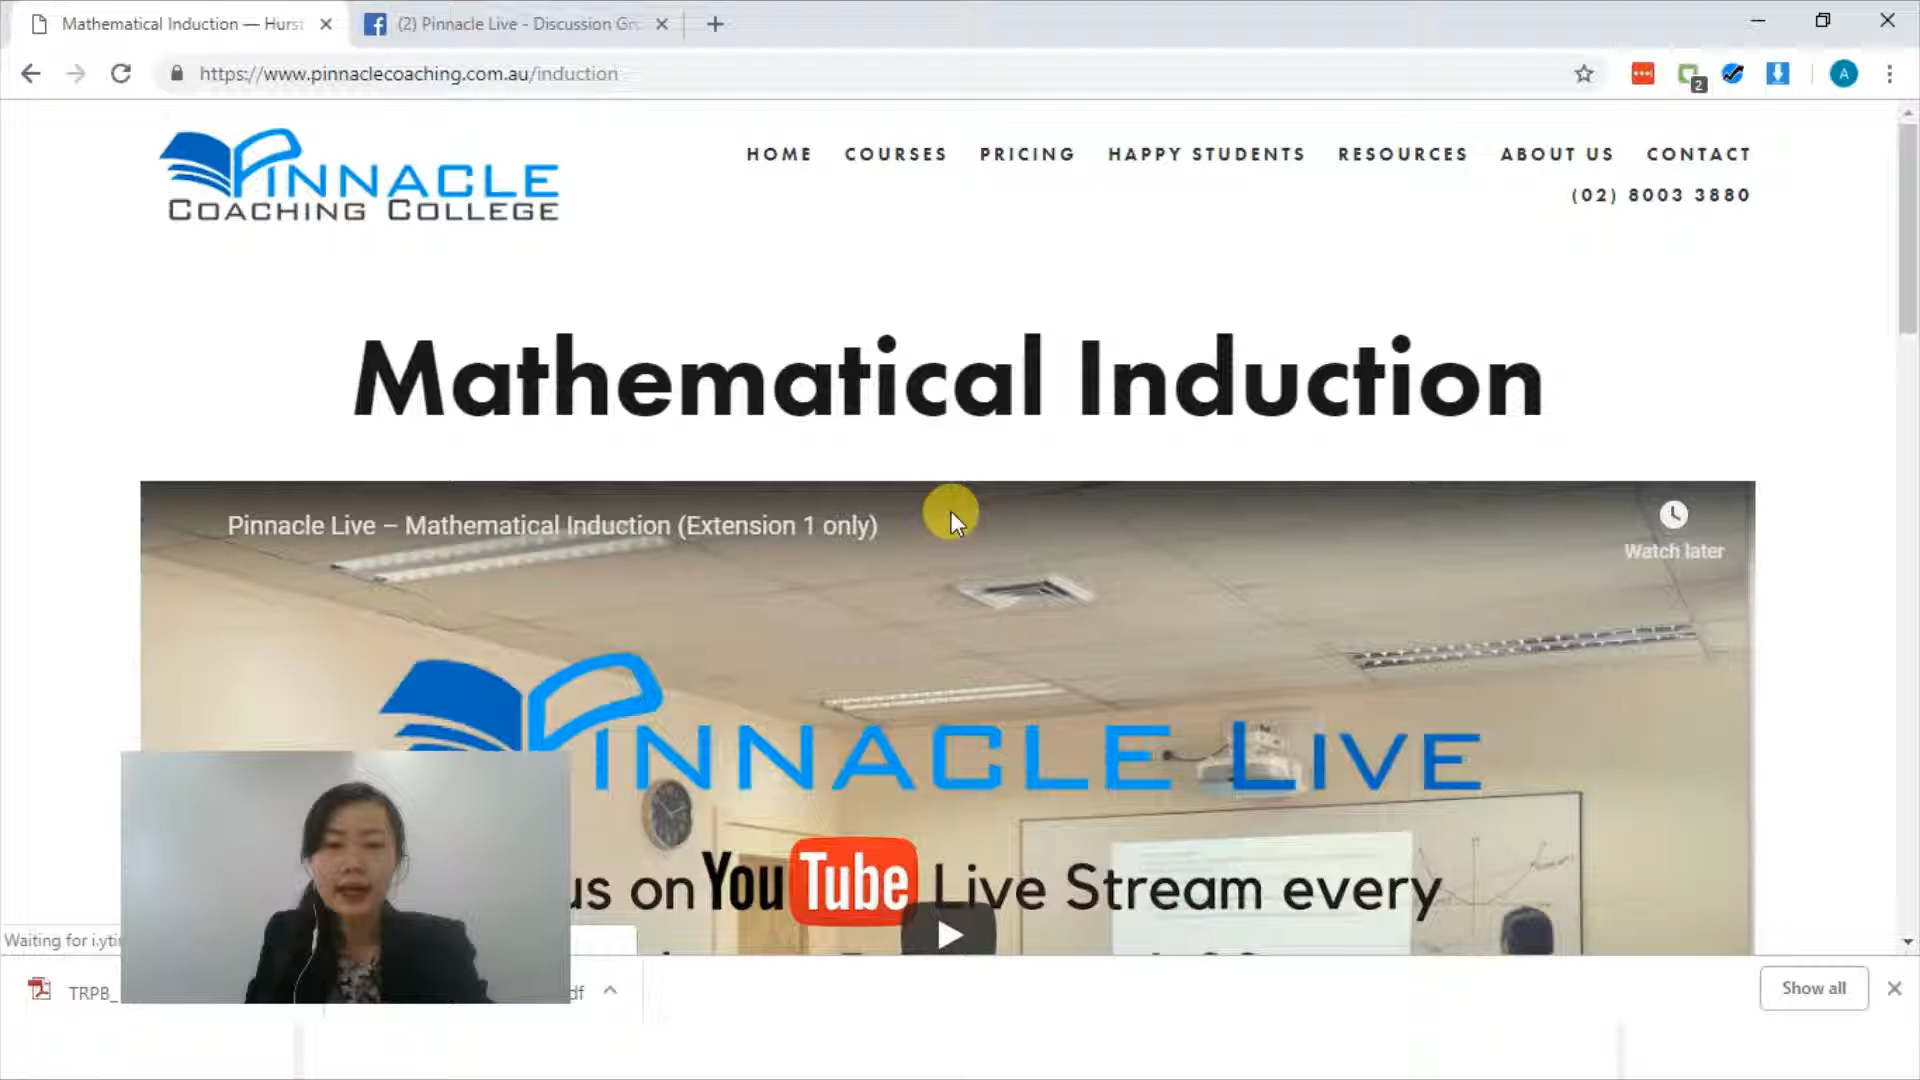 Mathematical Induction — Hurst
(2) Pinnacle Live - Discussion Gr
https://www.pinnaclecoaching.com.au/induction
2
A
PINNACLE
COACHING COLLEGE
HOME COURSES PRICING HAPPY STUDENTS RESOURCES ABOUT US CONTACT
(02) 8003 3880
Mathematical Induction
Pinnacle Live – Mathematical Induction (Extension 1 only)
Watch later
PINNACLE LIVE
us on YouTube Live Stream every
Waiting for i.yti
TRPB_
df
Show all